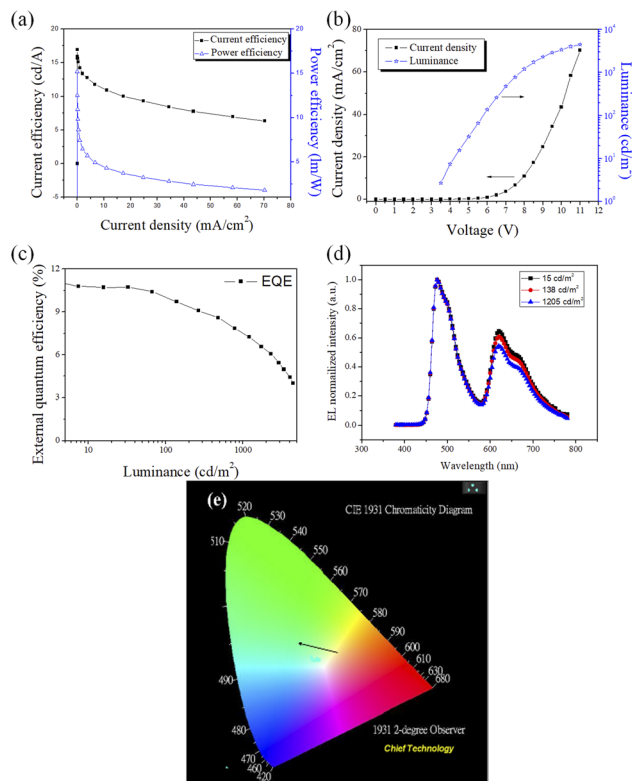 (a)
Current efficiency
Power efficiency
Current efficiency (cd/A)
20
15
10
5
0
-5
0 10 20 30 40 50 60 70 80
Current density (mA/cm²)
Power efficiency (lm/W)
20
15
10
5
(b)
Current density
Luminance
Current density (mA/cm²)
80
60
40
20
0
0 1 2 3 4 5 6 7 8 9 10 11 12
Voltage (V)
Luminance (cd/m²)
10⁴
10³
10²
10¹
10⁰
(c)
EQE
External quantum efficiency (%)
12
9
6
3
0
10 100 1000
Luminance (cd/m²)
(d)
15 cd/m²
138 cd/m²
1205 cd/m²
EL normalized intensity (a.u.)
1.0
0.8
0.6
0.4
0.2
0.0
300 400 500 600 700 800
Wavelength (nm)
(e)
CIE 1931 Chromaticity Diagram
520
530
540
550
560
570
580
590
600
610
630
680
510
490
480
470
460
420
1931 2-degree Observer
Chief Technology